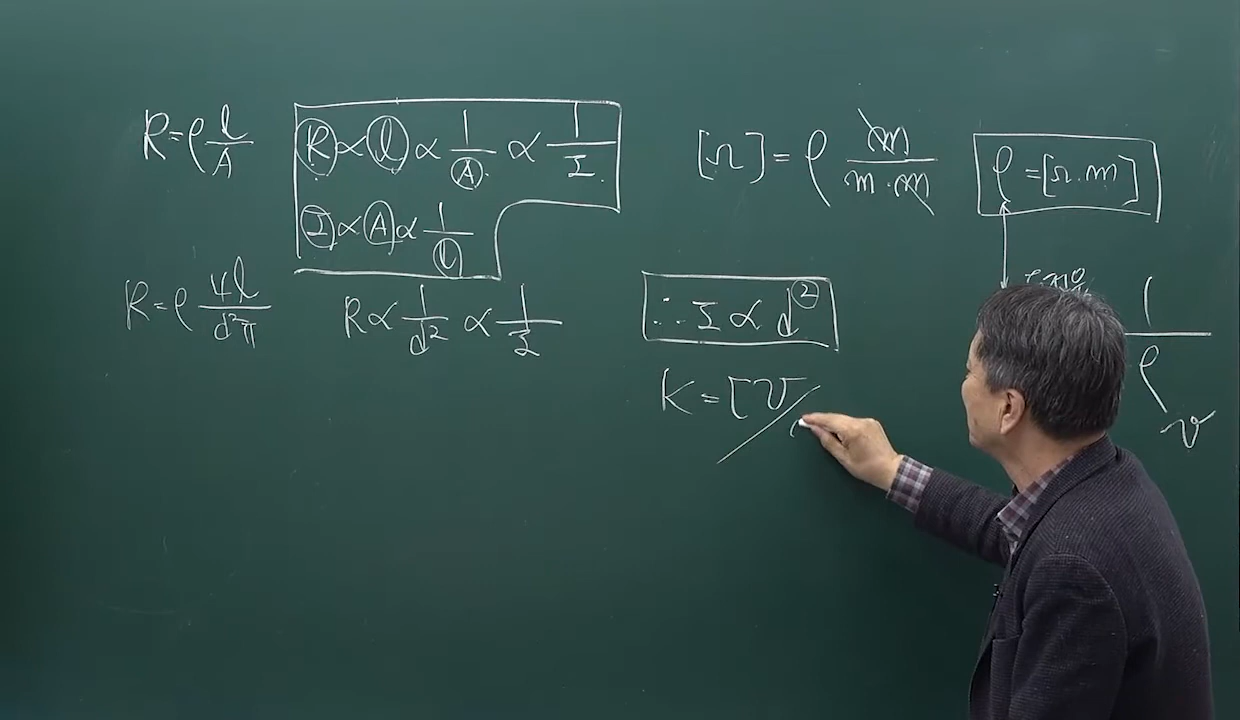 R = ρ l/A
R ∝ l ∝ 1/A ∝ 1/I
I ∝ A ∝ 1/l
[Ω] = ρ m/m·m
ρ = [Ω·m]
R = ρ 4l/d²π
R ∝ 1/d² ∝ 1/I
∴ I ∝ d²
1/ρ
K = [℧/